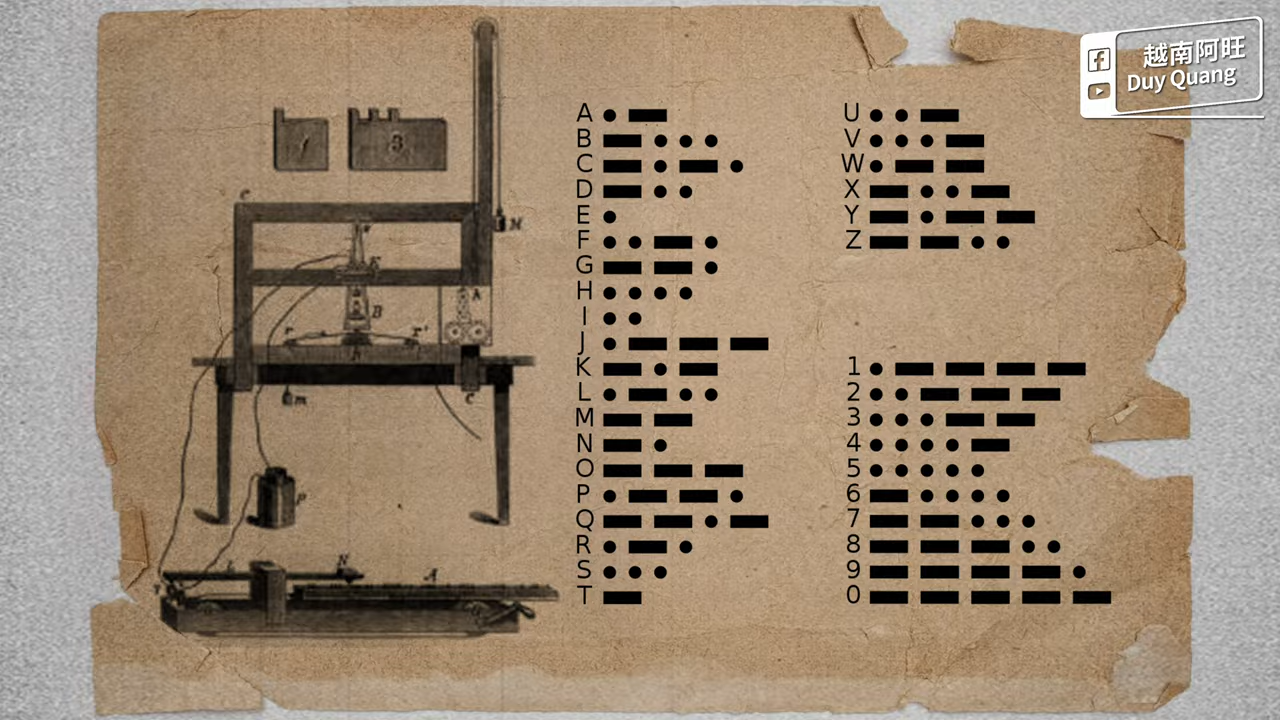 越南阿旺
Duy Quang
A ● ▬
B ▬ ● ● ●
C ▬ ● ▬ ●
D ▬ ● ●
E ●
F ● ● ▬ ●
G ▬ ▬ ●
H ● ● ● ●
I ● ●
J ● ▬ ▬ ▬
K ▬ ● ▬
L ● ▬ ● ●
M ▬ ▬
N ▬ ●
O ▬ ▬ ▬
P ● ▬ ▬ ●
Q ▬ ▬ ● ▬
R ● ▬ ●
S ● ● ●
T ▬
U ● ● ▬
V ● ● ● ▬
W ● ▬ ▬
X ▬ ● ● ▬
Y ▬ ● ▬ ▬
Z ▬ ▬ ● ●
1 ● ▬ ▬ ▬ ▬
2 ● ● ▬ ▬ ▬
3 ● ● ● ▬ ▬
4 ● ● ● ● ▬
5 ● ● ● ● ●
6 ▬ ● ● ● ●
7 ▬ ▬ ● ● ●
8 ▬ ▬ ▬ ● ●
9 ▬ ▬ ▬ ▬ ●
0 ▬ ▬ ▬ ▬ ▬